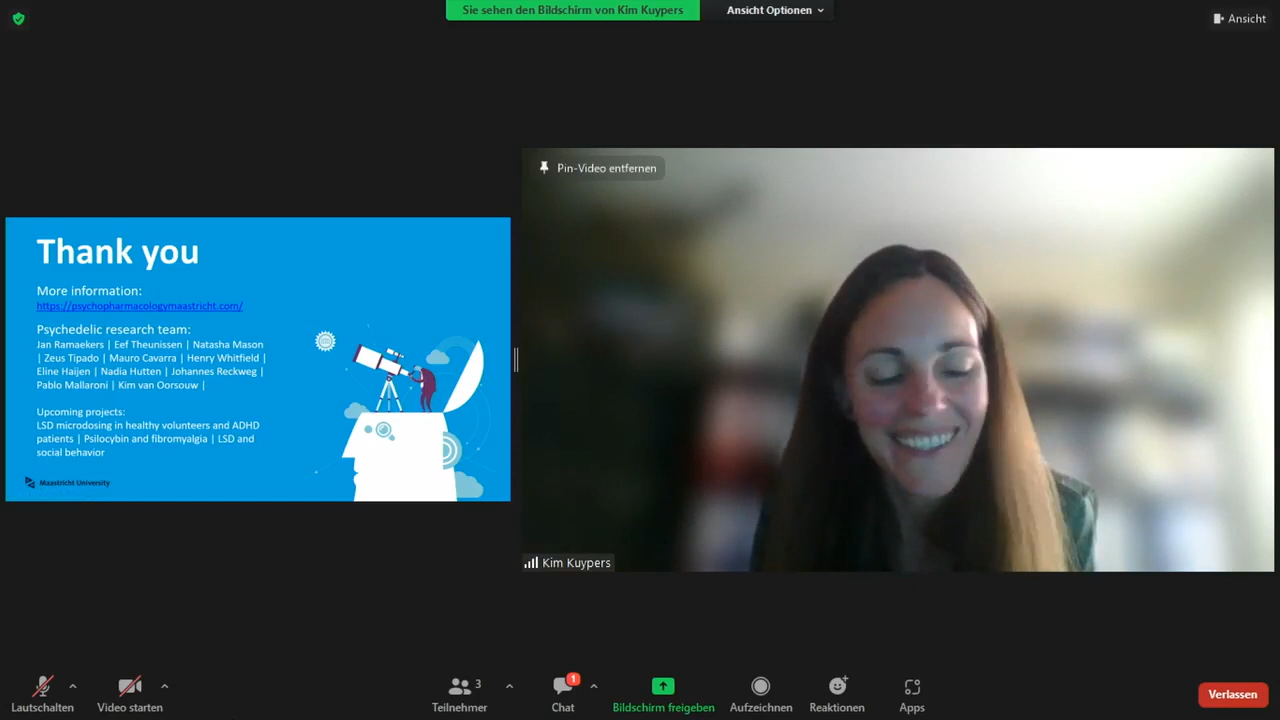 Sie sehen den Bildschirm von Kim Kuypers
Ansicht Optionen
Ansicht
Pin-Video entfernen
Thank you
More information:
https://psychopharmacologymaastricht.com/
Psychedelic research team:
Jan Ramaekers | Eef Theunissen | Natasha Mason
| Zeus Tipado | Mauro Cavarra | Henry Whitfield |
Eline Haijen | Nadia Hutten | Johannes Reckweg |
Pablo Mallaroni | Kim van Oorsouw |
Upcoming projects:
LSD microdosing in healthy volunteers and ADHD
patients | Psilocybin and fibromyalgia | LSD and
social behavior
Maastricht University
Kim Kuypers
Lautschalten
Video starten
3
Teilnehmer
1
Chat
Bildschirm freigeben
Aufzeichnen
Reaktionen
Apps
Verlassen